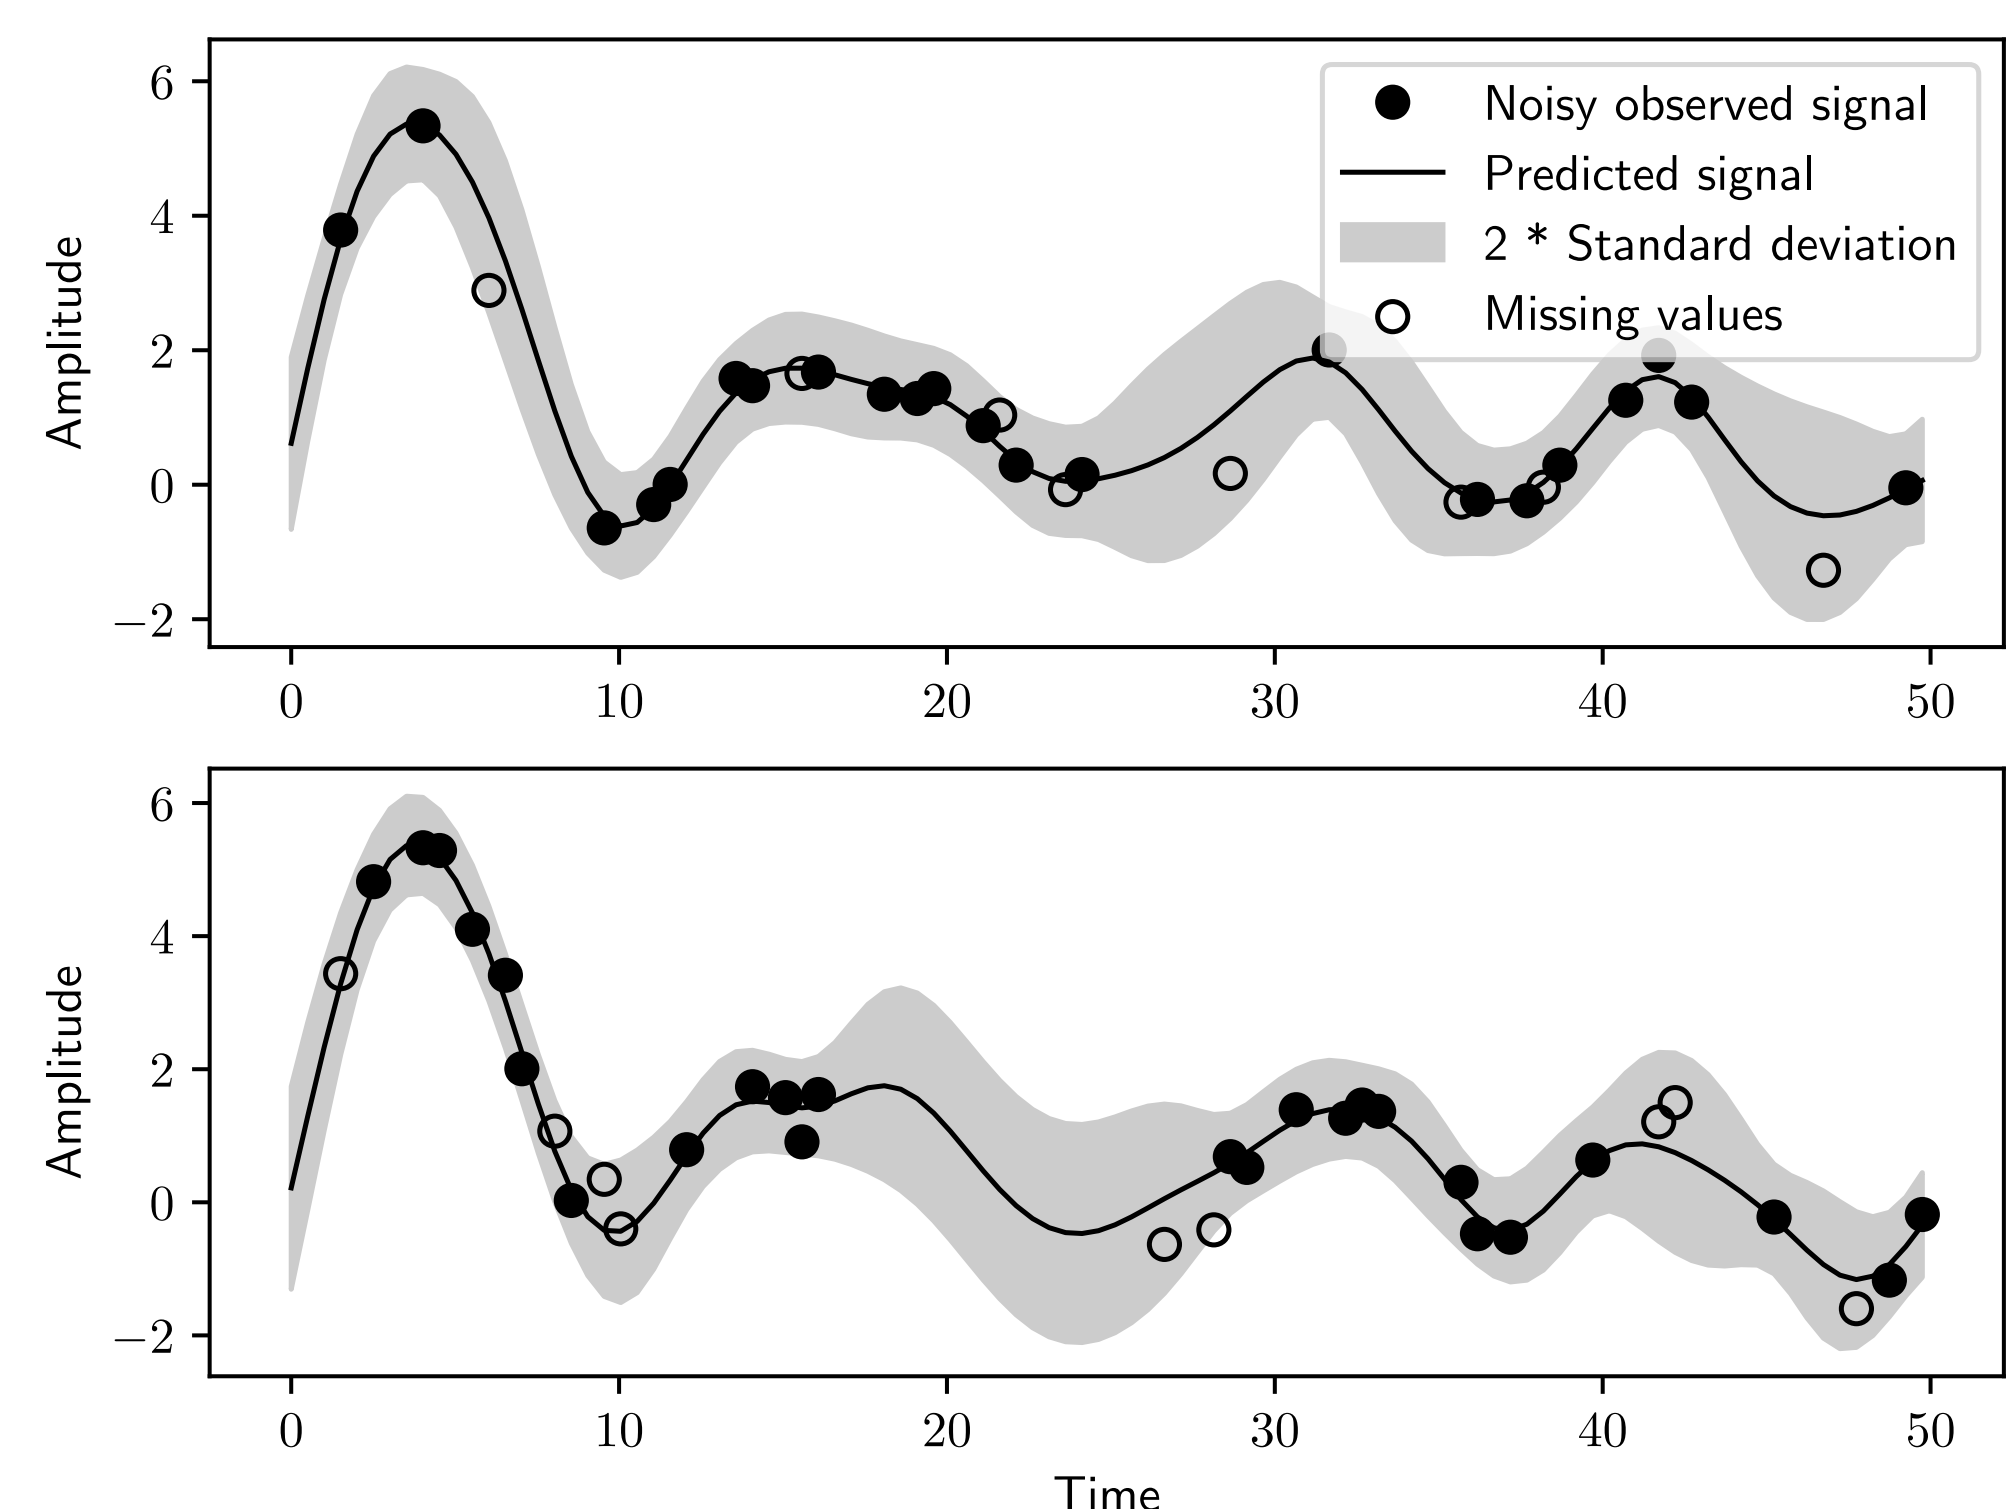 6
4
2
0
−2
Amplitude
Noisy observed signal
Predicted signal
2 * Standard deviation
Missing values
0 10 20 30 40 50
6
4
2
0
−2
Amplitude
0 10 20 30 40 50
Time